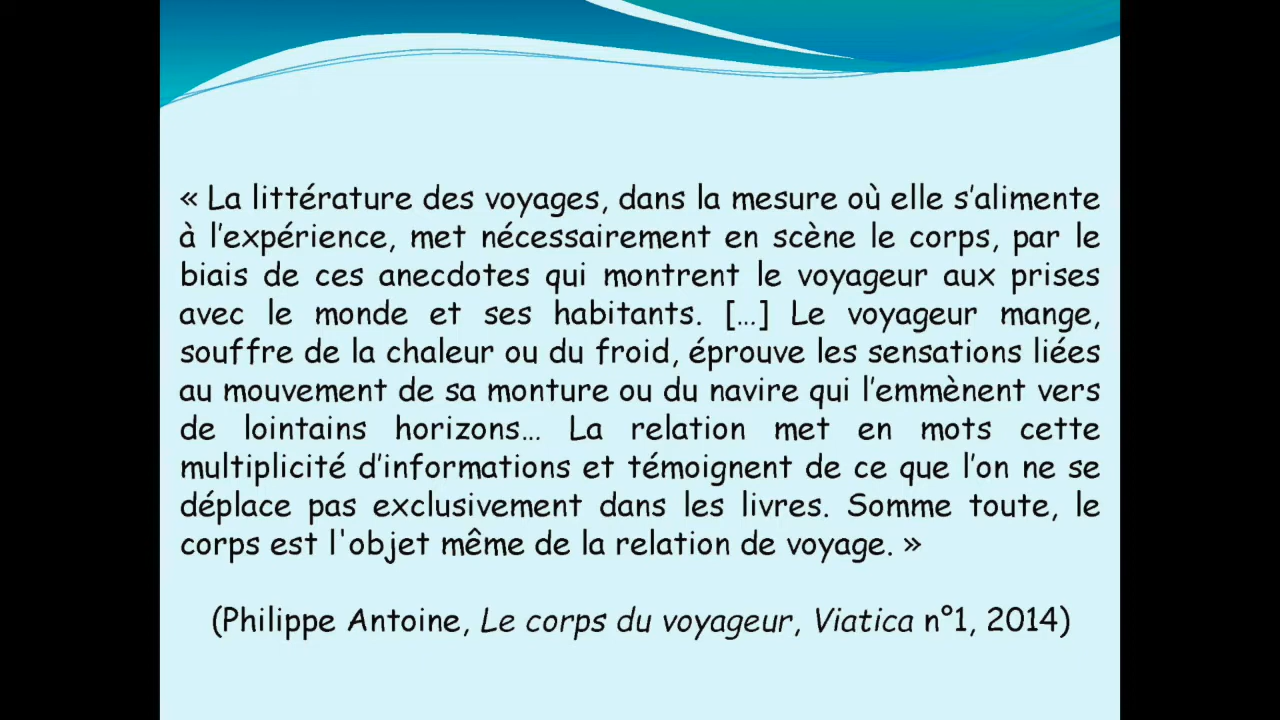 « La littérature des voyages, dans la mesure où elle s’alimente
à l’expérience, met nécessairement en scène le corps, par le
biais de ces anecdotes qui montrent le voyageur aux prises
avec le monde et ses habitants. […] Le voyageur mange,
souffre de la chaleur ou du froid, éprouve les sensations liées
au mouvement de sa monture ou du navire qui l’emmènent vers
de lointains horizons… La relation met en mots cette
multiplicité d’informations et témoignent de ce que l’on ne se
déplace pas exclusivement dans les livres. Somme toute, le
corps est l'objet même de la relation de voyage. »
(Philippe Antoine, Le corps du voyageur, Viatica n°1, 2014)